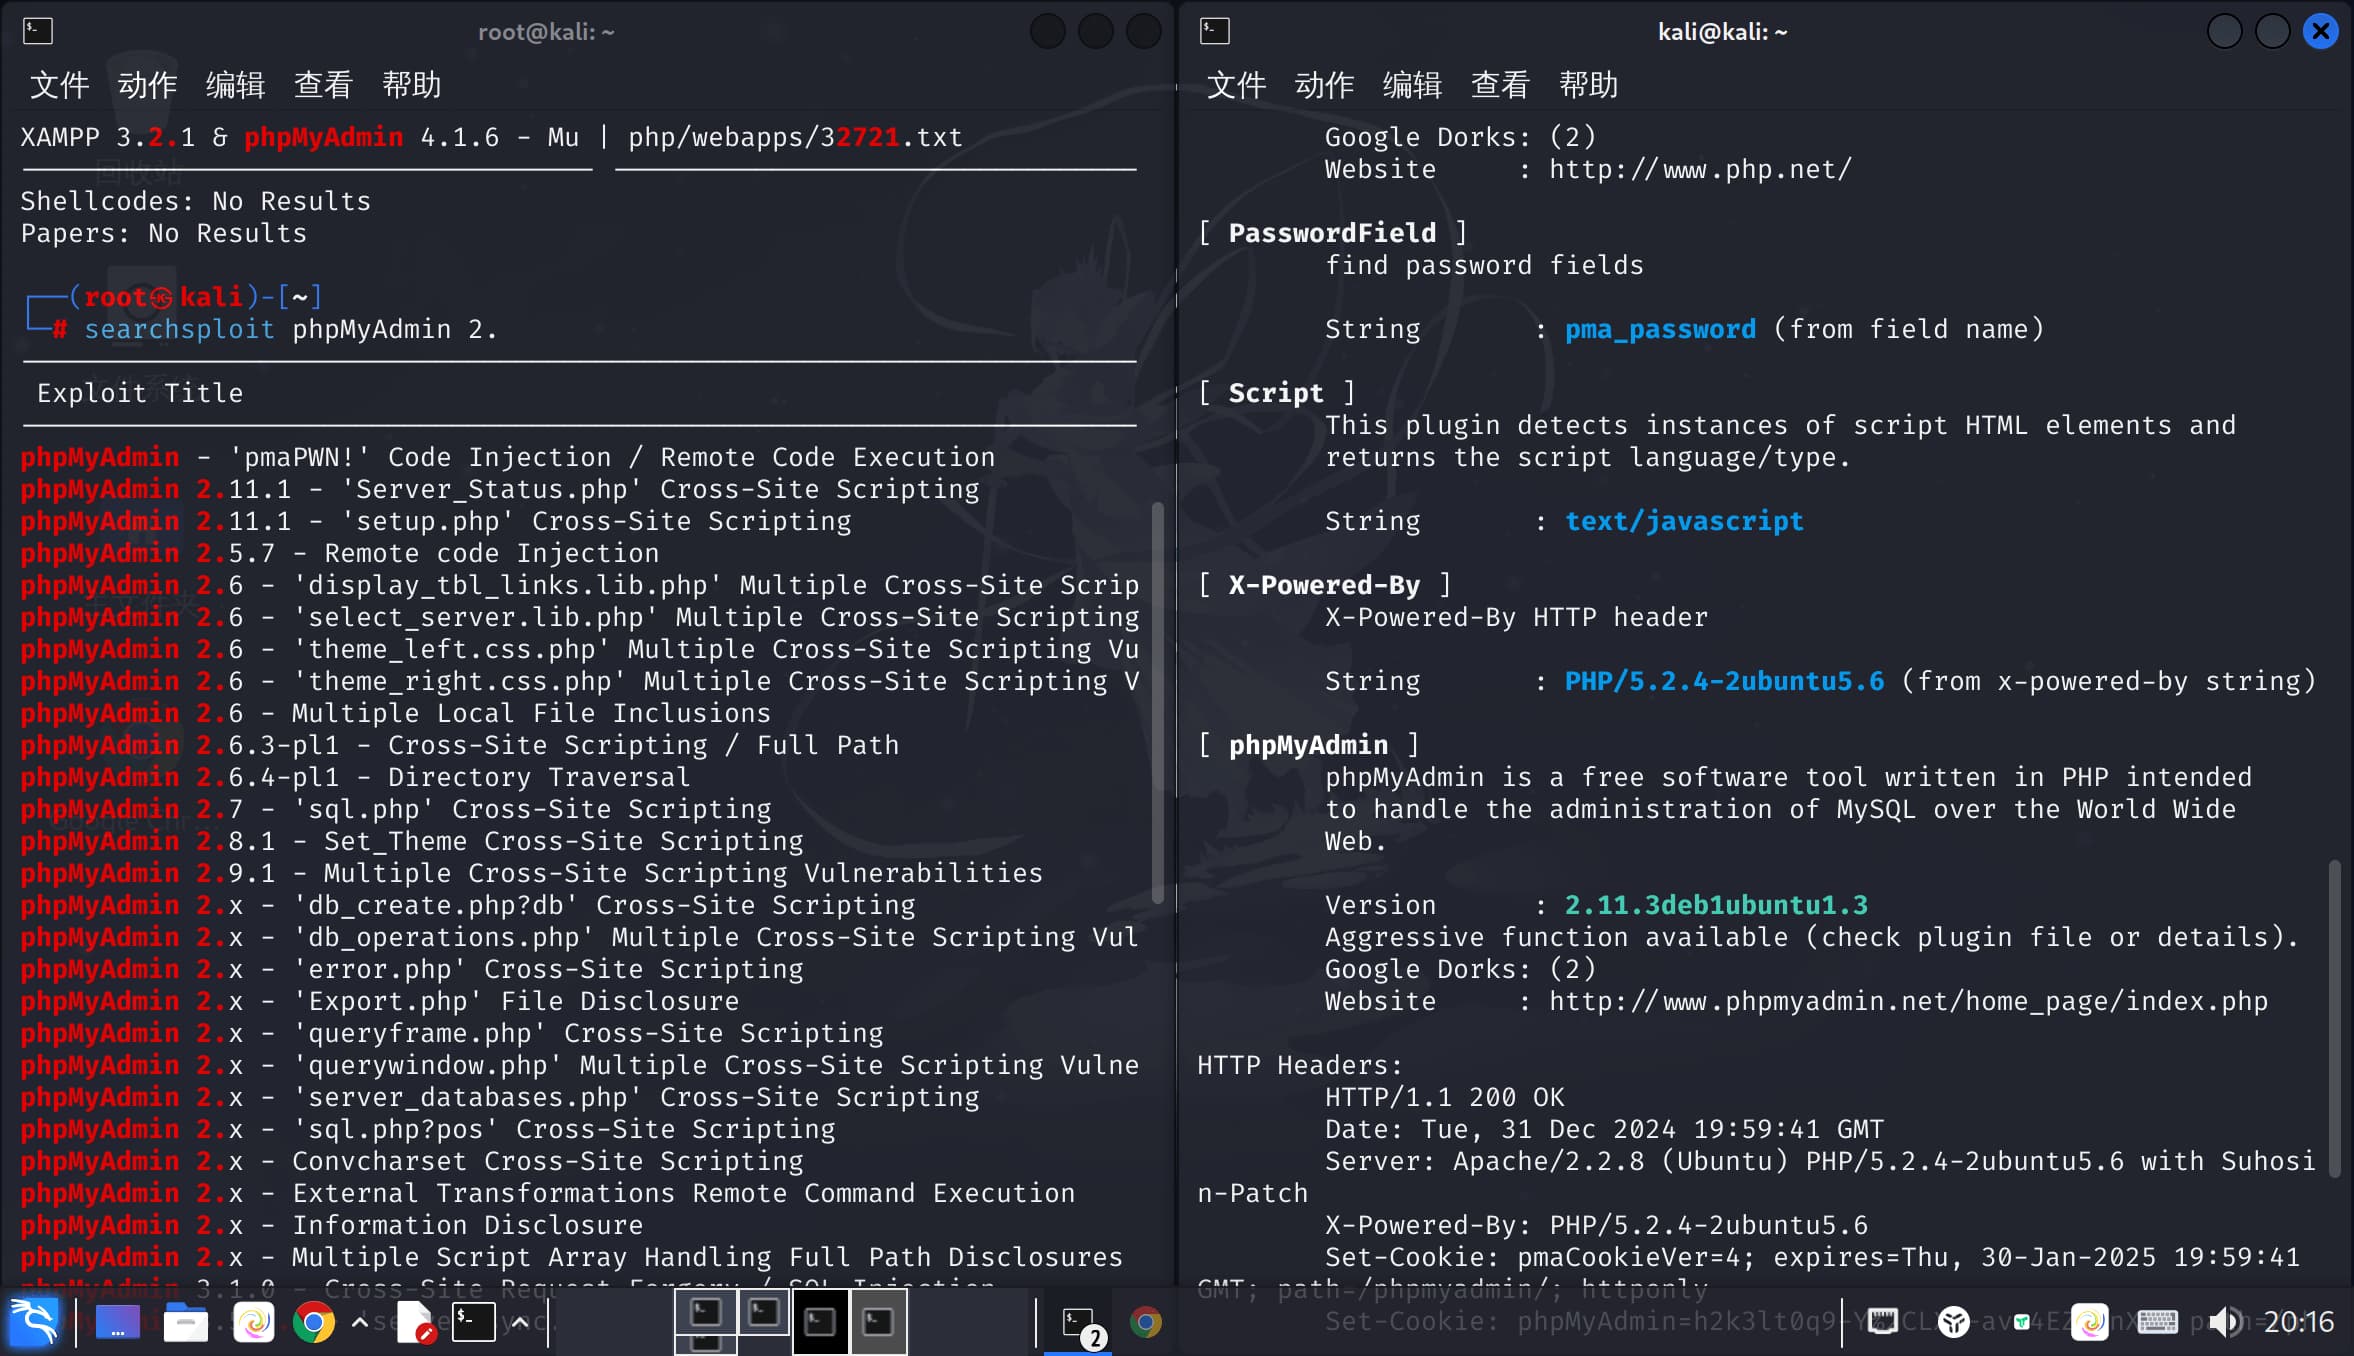 root@kali: ~
文件 动作 编辑 查看 帮助
XAMPP 3.2.1 & phpMyAdmin 4.1.6 - Mu | php/webapps/32721.txt
Shellcodes: No Results
Papers: No Results
┌──(root㉿kali)-[~]
└─# searchsploit phpMyAdmin 2.
Exploit Title
phpMyAdmin - 'pmaPWN!' Code Injection / Remote Code Execution
phpMyAdmin 2.11.1 - 'Server_Status.php' Cross-Site Scripting
phpMyAdmin 2.11.1 - 'setup.php' Cross-Site Scripting
phpMyAdmin 2.5.7 - Remote code Injection
phpMyAdmin 2.6 - 'display_tbl_links.lib.php' Multiple Cross-Site Scrip
phpMyAdmin 2.6 - 'select_server.lib.php' Multiple Cross-Site Scripting
phpMyAdmin 2.6 - 'theme_left.css.php' Multiple Cross-Site Scripting Vu
phpMyAdmin 2.6 - 'theme_right.css.php' Multiple Cross-Site Scripting V
phpMyAdmin 2.6 - Multiple Local File Inclusions
phpMyAdmin 2.6.3-pl1 - Cross-Site Scripting / Full Path
phpMyAdmin 2.6.4-pl1 - Directory Traversal
phpMyAdmin 2.7 - 'sql.php' Cross-Site Scripting
phpMyAdmin 2.8.1 - Set_Theme Cross-Site Scripting
phpMyAdmin 2.9.1 - Multiple Cross-Site Scripting Vulnerabilities
phpMyAdmin 2.x - 'db_create.php?db' Cross-Site Scripting
phpMyAdmin 2.x - 'db_operations.php' Multiple Cross-Site Scripting Vul
phpMyAdmin 2.x - 'error.php' Cross-Site Scripting
phpMyAdmin 2.x - 'Export.php' File Disclosure
phpMyAdmin 2.x - 'queryframe.php' Cross-Site Scripting
phpMyAdmin 2.x - 'querywindow.php' Multiple Cross-Site Scripting Vulne
phpMyAdmin 2.x - 'server_databases.php' Cross-Site Scripting
phpMyAdmin 2.x - 'sql.php?pos' Cross-Site Scripting
phpMyAdmin 2.x - Convcharset Cross-Site Scripting
phpMyAdmin 2.x - External Transformations Remote Command Execution
phpMyAdmin 2.x - Information Disclosure
phpMyAdmin 2.x - Multiple Script Array Handling Full Path Disclosures
phpMyAdmin 3.1.0 - Cross-Site Request Forgery / SQL Injection
kali@kali: ~
文件 动作 编辑 查看 帮助
Google Dorks: (2)
Website : http://www.php.net/
[ PasswordField ]
find password fields
String : pma_password (from field name)
[ Script ]
This plugin detects instances of script HTML elements and
returns the script language/type.
String : text/javascript
[ X-Powered-By ]
X-Powered-By HTTP header
String : PHP/5.2.4-2ubuntu5.6 (from x-powered-by string)
[ phpMyAdmin ]
phpMyAdmin is a free software tool written in PHP intended
to handle the administration of MySQL over the World Wide
Web.
Version : 2.11.3deb1ubuntu1.3
Aggressive function available (check plugin file or details).
Google Dorks: (2)
Website : http://www.phpmyadmin.net/home_page/index.php
HTTP Headers:
HTTP/1.1 200 OK
Date: Tue, 31 Dec 2024 19:59:41 GMT
Server: Apache/2.2.8 (Ubuntu) PHP/5.2.4-2ubuntu5.6 with Suhosi
n-Patch
X-Powered-By: PHP/5.2.4-2ubuntu5.6
Set-Cookie: pmaCookieVer=4; expires=Thu, 30-Jan-2025 19:59:41
GMT; path=/phpmyadmin/; httponly
Set-Cookie:
2
20:16